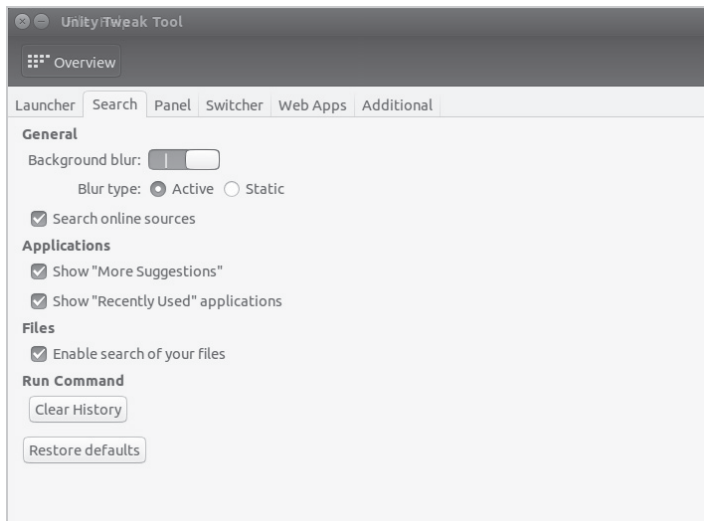 Unity Tweak Tool
Overview
Launcher Search Panel Switcher Web Apps Additional
General
Background blur:
Blur type: Active Static
Search online sources
Applications
Show "More Suggestions"
Show "Recently Used" applications
Files
Enable search of your files
Run Command
Clear History
Restore defaults